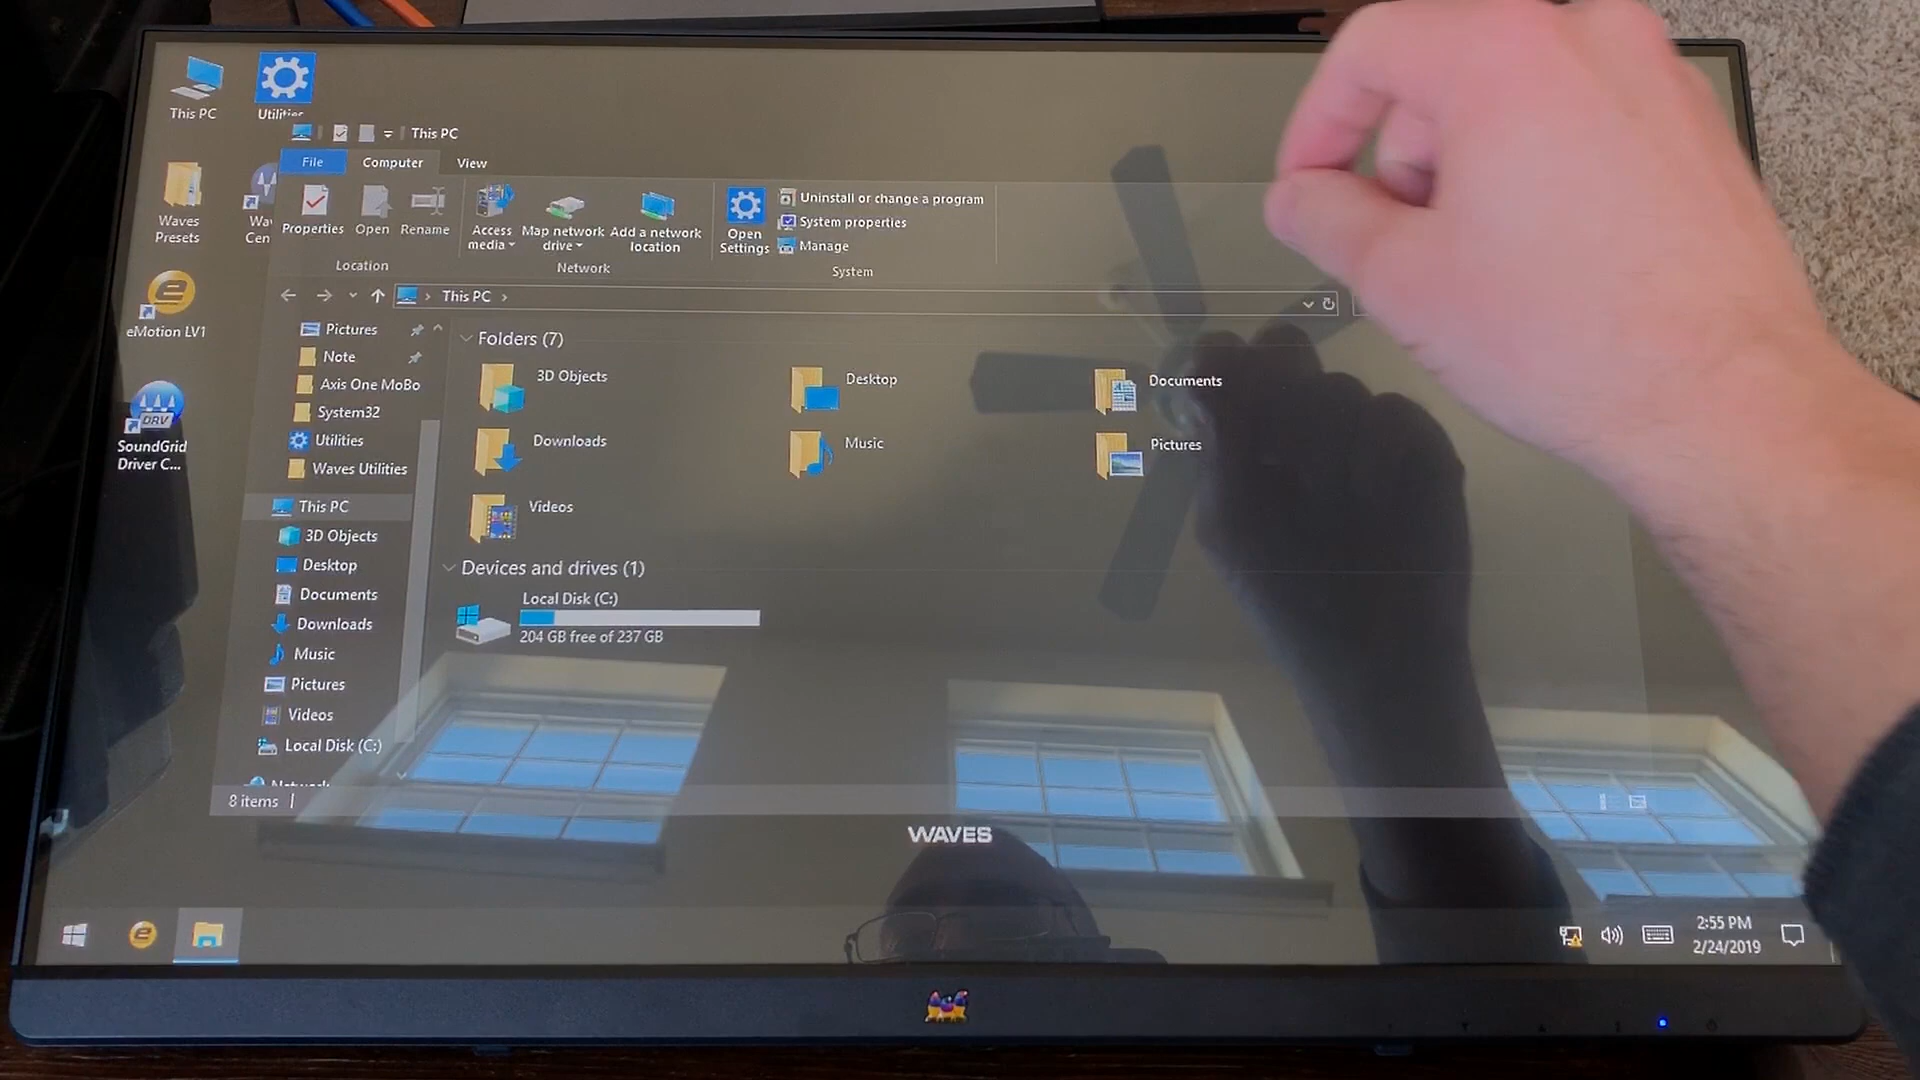 This PC
Utilities
This PC
File
Computer
View
Waves
Presets
Properties
Open
Rename
Access
media
Map network
drive
Add a network
location
Open
Settings
Uninstall or change a program
System properties
Manage
Location
Network
System
This PC
eMotion LV1
SoundGrid
Driver C...
DRV
Pictures
Note
Axis One MoBo
System32
Utilities
Waves Utilities
This PC
3D Objects
Desktop
Documents
Downloads
Music
Pictures
Videos
Local Disk (C:)
Network
Folders (7)
3D Objects
Desktop
Documents
Downloads
Music
Pictures
Videos
Devices and drives (1)
Local Disk (C:)
204 GB free of 237 GB
8 items
WAVES
2:55 PM
2/24/2019